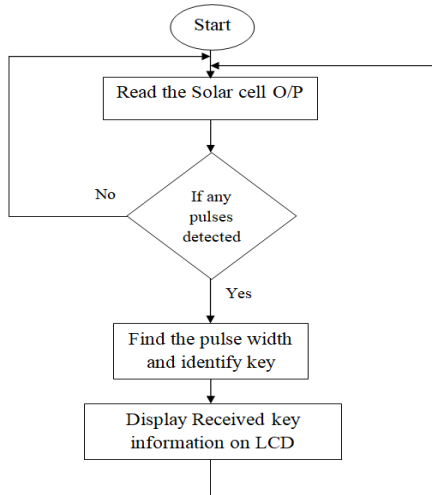 Start
Read the Solar cell O/P
No
If any
pulses
detected
Yes
Find the pulse width
and identify key
Display Received key
information on LCD